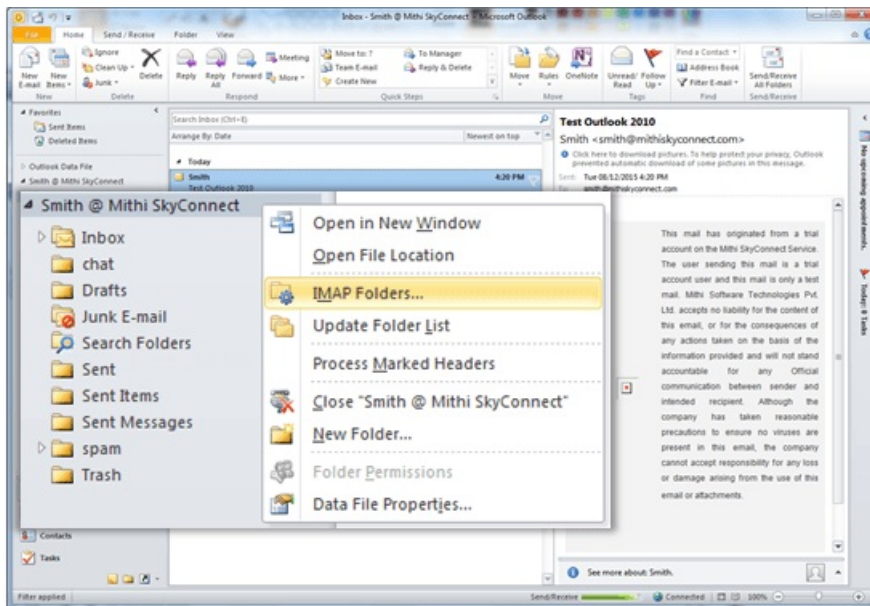 Inbox - Smith @ Mithi SkyConnect - Microsoft Outlook
File Home Send / Receive Folder View
New E-mail
New Items
New
Ignore
Clean Up
Junk
Delete
Delete
Reply
Reply All
Forward
Meeting
More
Respond
Move to: ?
Team E-mail
Create New
To Manager
Reply & Delete
Quick Steps
Move
Rules
OneNote
Move
Unread/ Read
Follow Up
Tags
Find a Contact
Address Book
Filter E-mail
Find
Send/Receive All Folders
Send/Receive
Favorites
Sent Items
Deleted Items
Outlook Data File
Smith @ Mithi SkyConnect
Search Inbox (Ctrl+E)
Arrange By: Date
Newest on top
Today
Smith 4:20 PM
Test Outlook 2010
Smith @ Mithi SkyConnect
Inbox
chat
Drafts
Junk E-mail
Search Folders
Sent
Sent Items
Sent Messages
spam
Trash
Open in New Window
Open File Location
IMAP Folders...
Update Folder List
Process Marked Headers
Close "Smith @ Mithi SkyConnect"
New Folder...
Folder Permissions
Data File Properties...
Test Outlook 2010
Smith <smith@mithiskyconnect.com>
Click here to download pictures. To help protect your privacy, Outlook
prevented automatic download of some pictures in this message.
Sent: Tue 08/12/2015 4:20 PM
To: smith@mithiskyconnect.com
This mail has originated from a trial
account on the Mithi SkyConnect Service.
The user sending this mail is a trial
account user and this mail is only a test
mail. Mithi Software Technologies Pvt.
Ltd. accepts no liability for the content of
this email, or for the consequences of
any actions taken on the basis of the
information provided and will not stand
accountable for any Official
communication between sender and
intended recipient. Although the
company has taken reasonable
precautions to ensure no viruses are
present in this email, the company
cannot accept responsibility for any loss
or damage arising from the use of this
email or attachments.
See more about: Smith.
No upcoming appointments.
Today: 0 Tasks
Contacts
Tasks
Filter applied
Send/Receive
Connected
100%